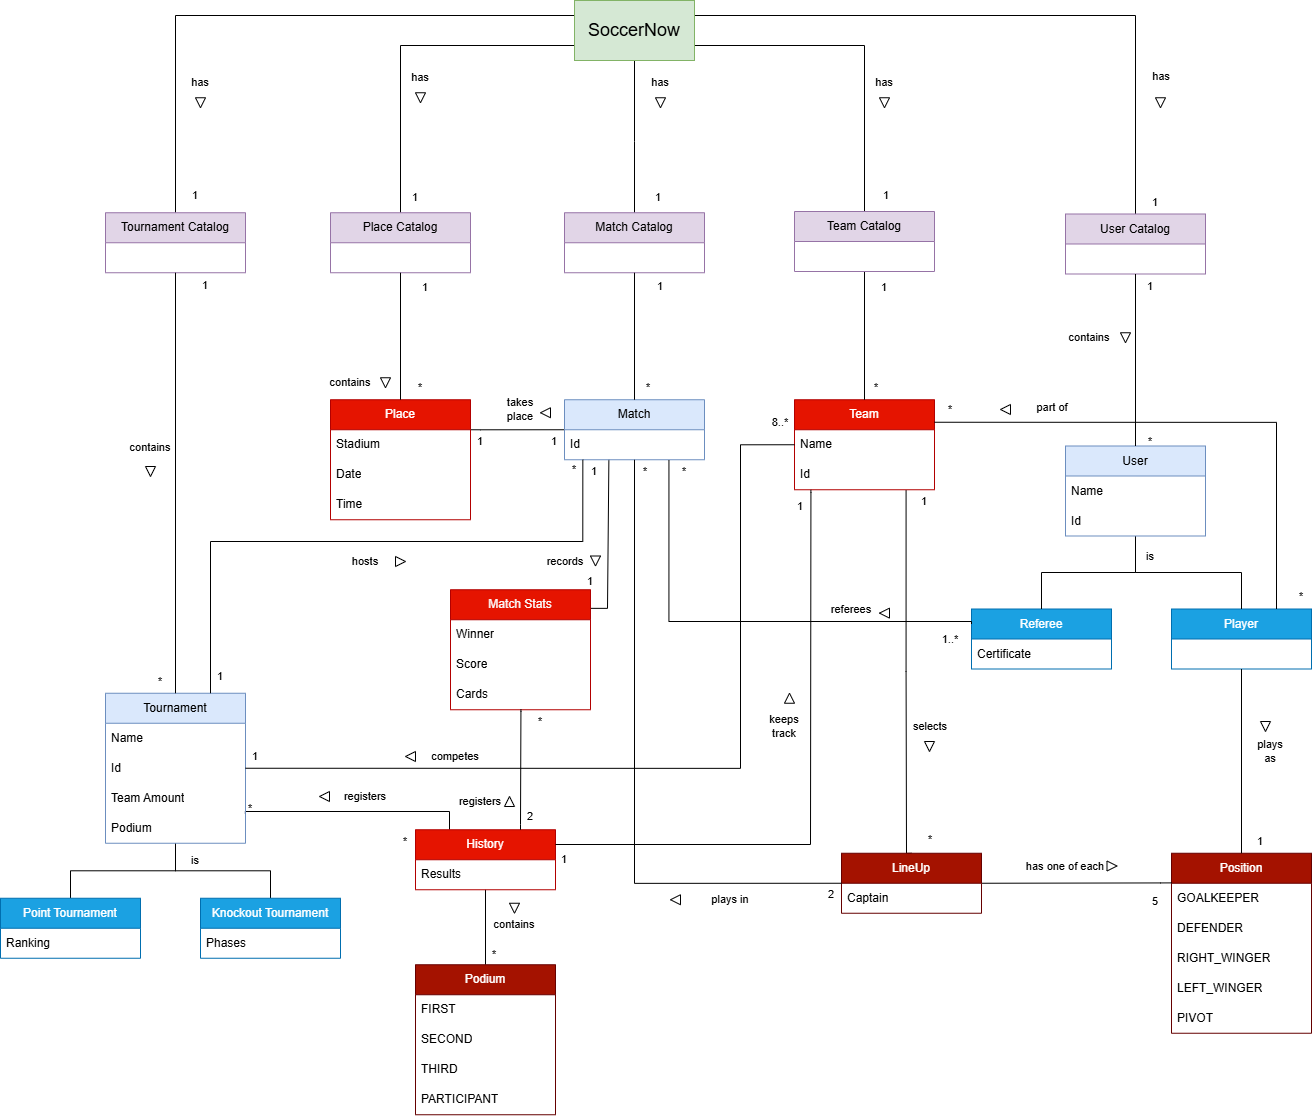 SoccerNow
has
has
has
has
has
1
1
1
1
1
Tournament Catalog
Place Catalog
Match Catalog
Team Catalog
User Catalog
1
1
1
1
1
contains
contains
*
*
*
takes
place
part of
*
8..*
Place
Stadium
Date
Time
1
1
Match
Id
Team
Name
Id
*
User
Name
Id
contains
*
1
*
*
1
1
hosts
records
1
is
Match Stats
Winner
Score
Cards
referees
1..*
*
Referee
Certificate
Player
*
1
Tournament
Name
Id
Team Amount
Podium
*
keeps
track
selects
plays
as
1
competes
*
registers
registers
2
*
*
1
1
History
Results
is
LineUp
Captain
has one of each
Position
GOALKEEPER
DEFENDER
RIGHT_WINGER
LEFT_WINGER
PIVOT
2
plays in
5
Point Tournament
Ranking
Knockout Tournament
Phases
contains
*
Podium
FIRST
SECOND
THIRD
PARTICIPANT